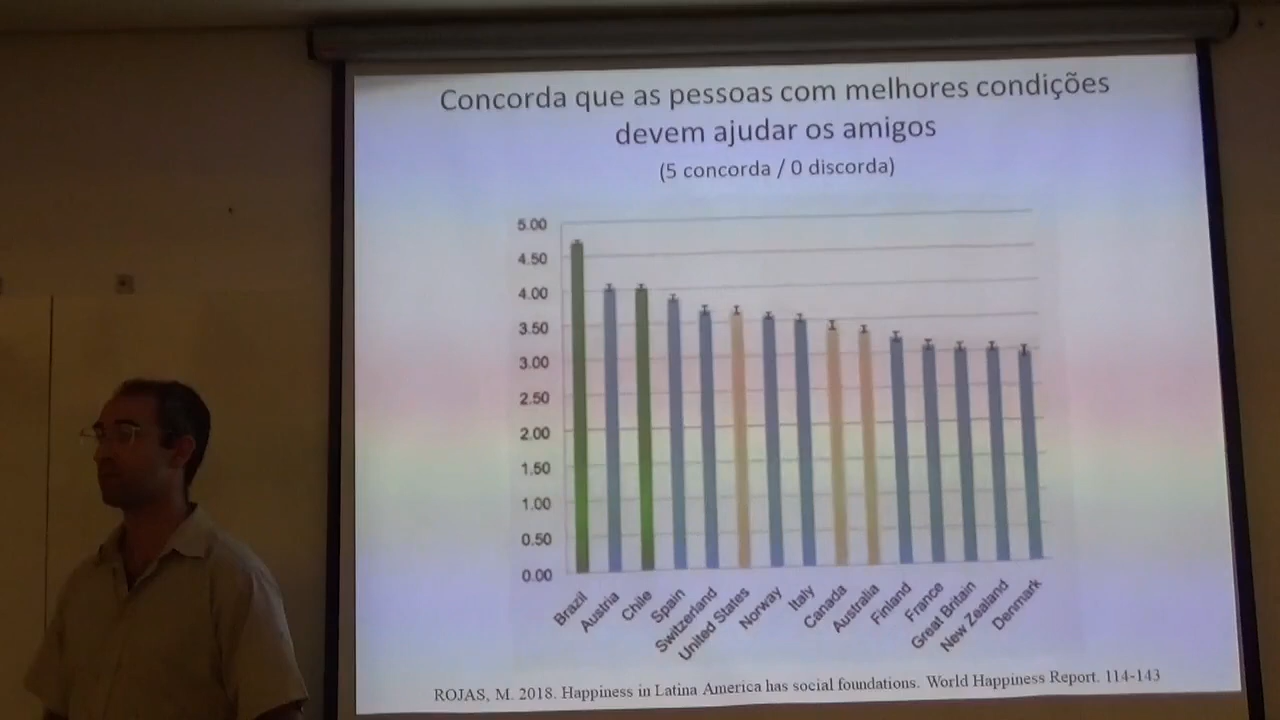 Concorda que as pessoas com melhores condições
devem ajudar os amigos
(5 concorda / 0 discorda)
5.00
4.50
4.00
3.50
3.00
2.50
2.00
1.50
1.00
0.50
0.00
Brazil
Austria
Chile
Spain
Switzerland
United States
Norway
Italy
Canada
Australia
Finland
France
Great Britain
New Zealand
Denmark
ROJAS, M. 2018. Happiness in Latina America has social foundations. World Happiness Report. 114-143